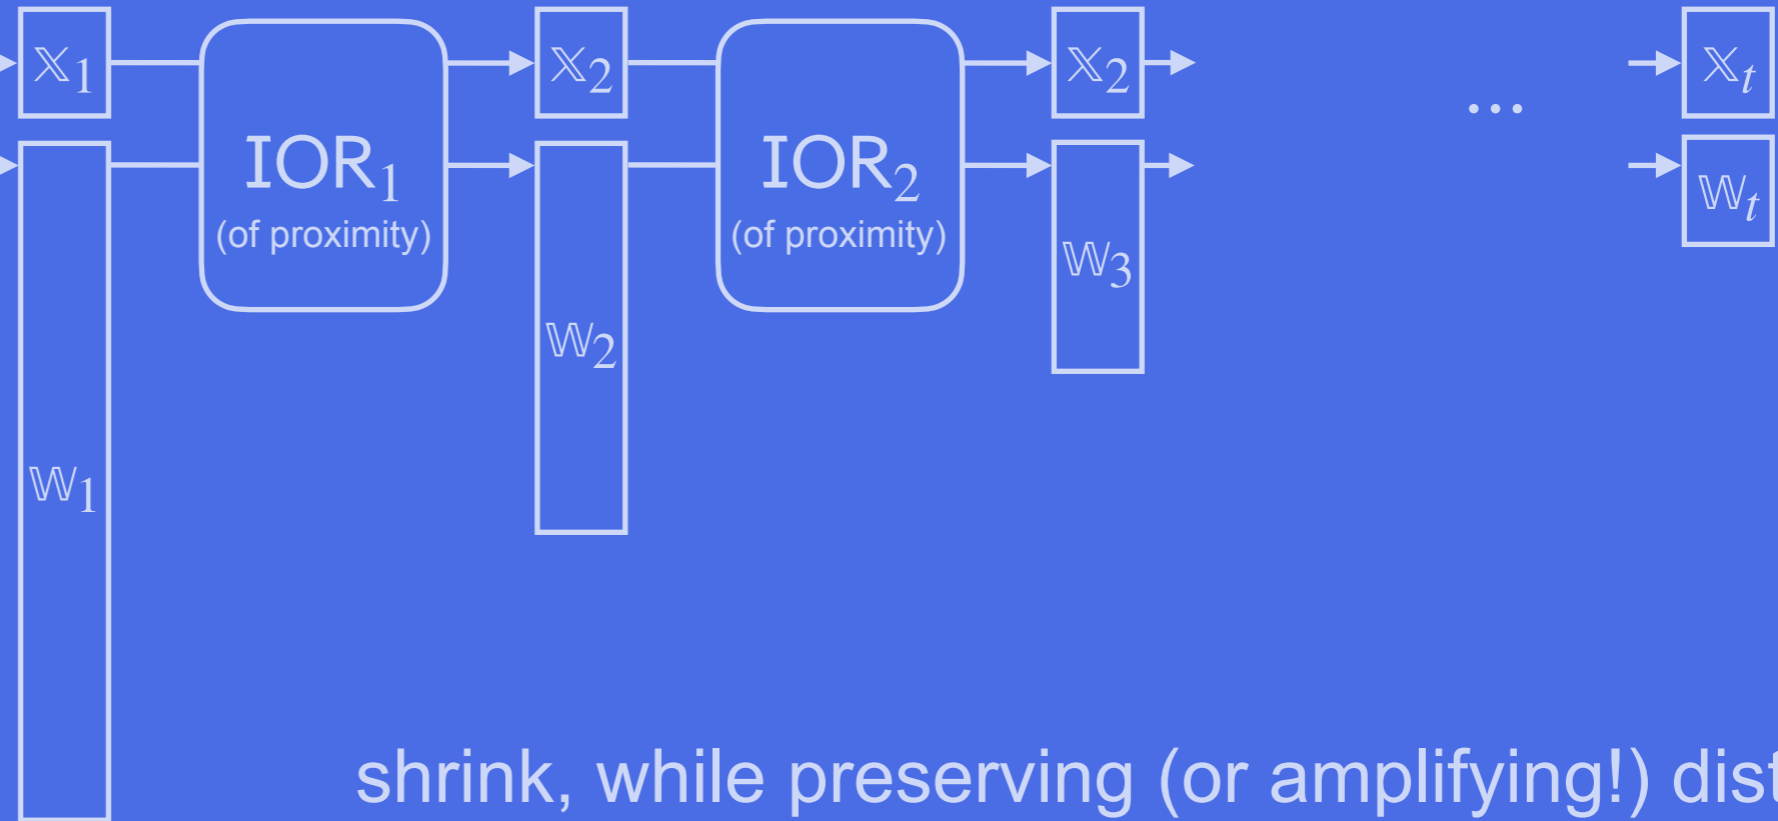 𝕩₁ 𝕩₂ 𝕩₂ ... 𝕩ₜ
IOR₁ IOR₂
(of proximity) (of proximity)
𝕨ₜ
𝕨₃
𝕨₂
𝕨₁
shrink, while preserving (or amplifying!)